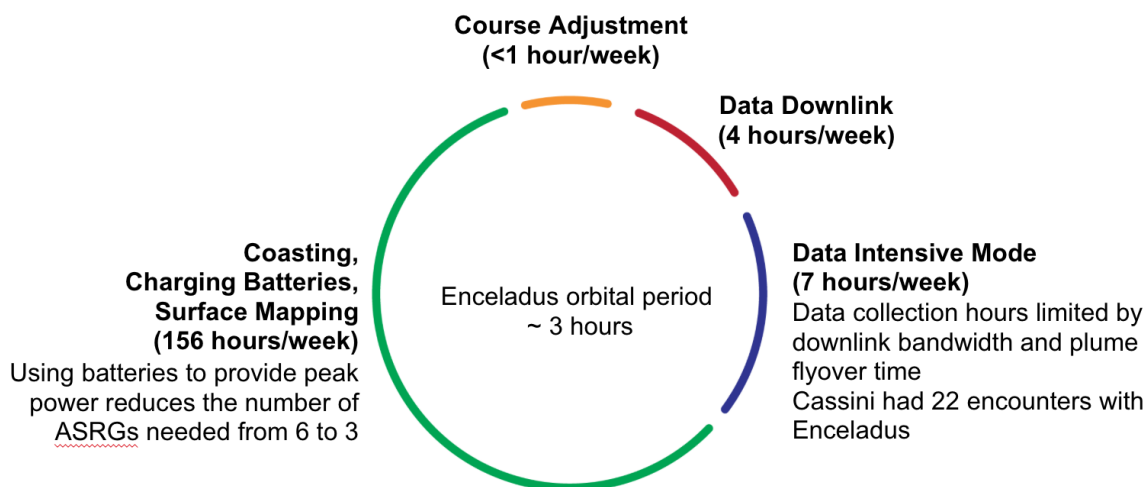 Course Adjustment
(<1 hour/week)
Data Downlink
(4 hours/week)
Coasting,
Charging Batteries,
Surface Mapping
(156 hours/week)
Using batteries to provide peak
power reduces the number of
ASRGs needed from 6 to 3
Enceladus orbital period
~ 3 hours
Data Intensive Mode
(7 hours/week)
Data collection hours limited by
downlink bandwidth and plume
flyover time
Cassini had 22 encounters with
Enceladus